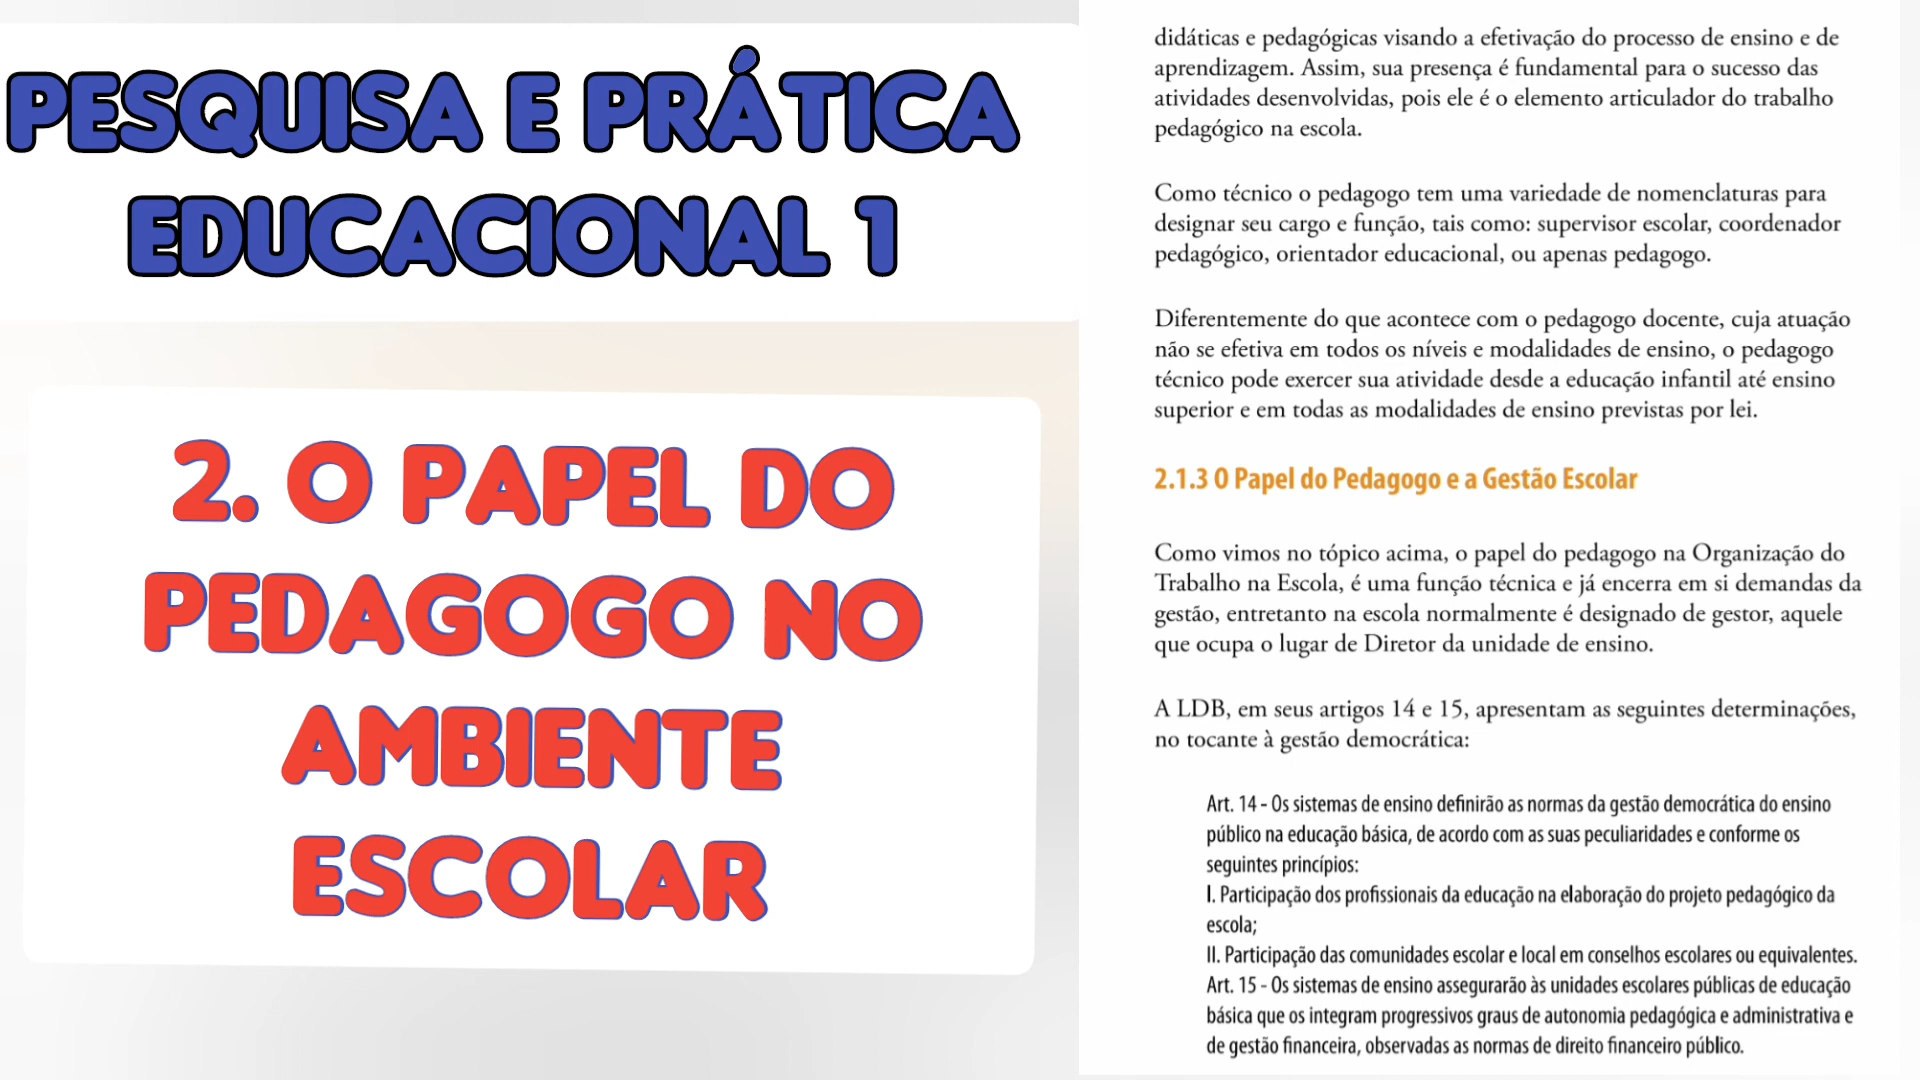 PESQUISA E PRÁTICA
EDUCACIONAL 1
2. O PAPEL DO
PEDAGOGO NO
AMBIENTE
ESCOLAR
didáticas e pedagógicas visando a efetivação do processo de ensino e de
aprendizagem. Assim, sua presença é fundamental para o sucesso das
atividades desenvolvidas, pois ele é o elemento articulador do trabalho
pedagógico na escola.
Como técnico o pedagogo tem uma variedade de nomenclaturas para
designar seu cargo e função, tais como: supervisor escolar, coordenador
pedagógico, orientador educacional, ou apenas pedagogo.
Diferentemente do que acontece com o pedagogo docente, cuja atuação
não se efetiva em todos os níveis e modalidades de ensino, o pedagogo
técnico pode exercer sua atividade desde a educação infantil até ensino
superior e em todas as modalidades de ensino previstas por lei.
2.1.3 O Papel do Pedagogo e a Gestão Escolar
Como vimos no tópico acima, o papel do pedagogo na Organização do
Trabalho na Escola, é uma função técnica e já encerra em si demandas da
gestão, entretanto na escola normalmente é designado de gestor, aquele
que ocupa o lugar de Diretor da unidade de ensino.
A LDB, em seus artigos 14 e 15, apresentam as seguintes determinações,
no tocante à gestão democrática:
Art. 14 - Os sistemas de ensino definirão as normas da gestão democrática do ensino
público na educação básica, de acordo com as suas peculiaridades e conforme os
seguintes princípios:
I. Participação dos profissionais da educação na elaboração do projeto pedagógico da
escola;
II. Participação das comunidades escolar e local em conselhos escolares ou equivalentes.
Art. 15 - Os sistemas de ensino assegurarão às unidades escolares públicas de educação
básica que os integram progressivos graus de autonomia pedagógica e administrativa e
de gestão financeira, observadas as normas de direito financeiro público.